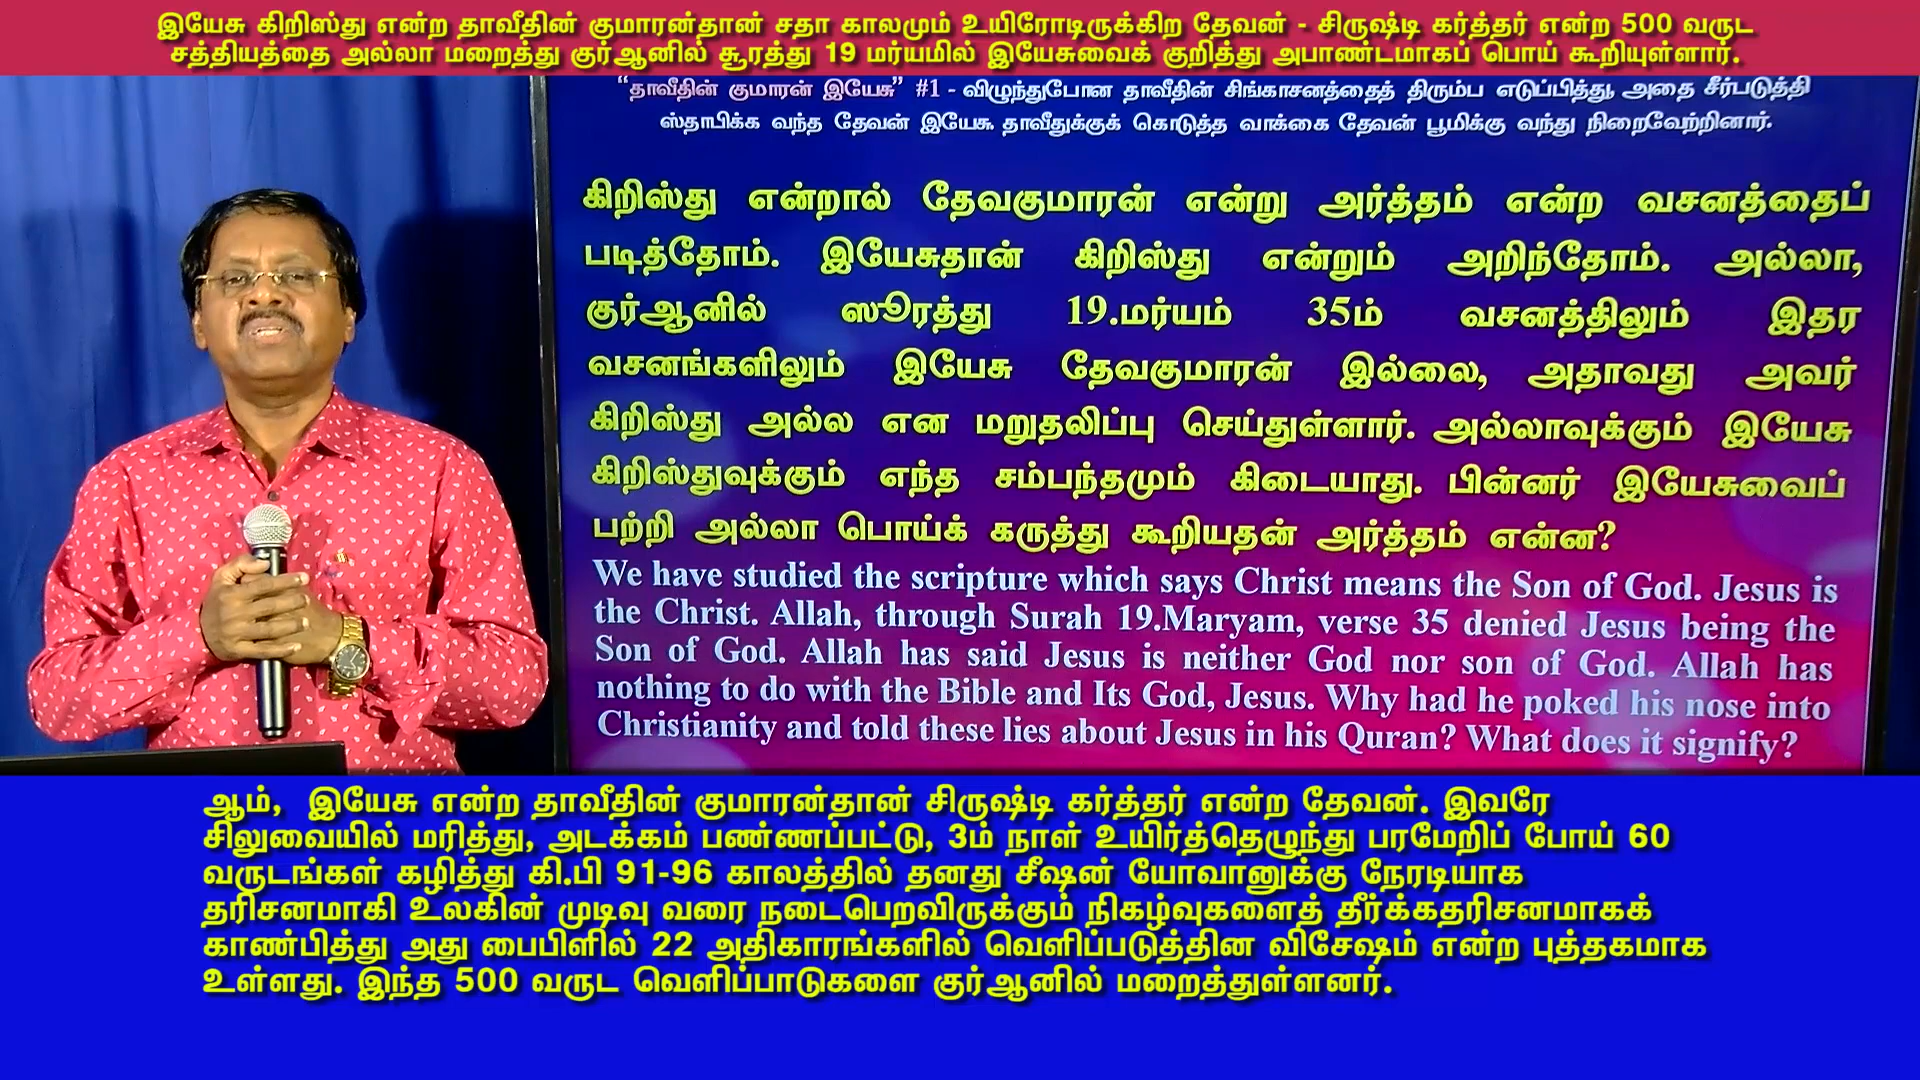 இயேசு கிறிஸ்து என்ற தாவீதின் குமாரன்தான் சதா காலமும் உயிரோடிருக்கிற தேவன் - சிருஷ்டி கர்த்தர் என்ற 500 வருட
சத்தியத்தை அல்லா மறைத்து குர்ஆனில் சூரத்து 19 மர்யமில் இயேசுவைக் குறித்து அபாண்டமாகப் பொய் கூறியுள்ளார்.
“தாவீதின் குமாரன் இயேசு” #1 - விழுந்துபோன தாவீதின் சிங்காசனத்தைத் திரும்ப எடுப்பித்து, அதை சீர்படுத்தி
ஸ்தாபிக்க வந்த தேவன் இயேசு. தாவீதுக்குக் கொடுத்த வாக்கை தேவன் பூமிக்கு வந்து நிறைவேற்றினார்.
கிறிஸ்து என்றால் தேவகுமாரன் என்று அர்த்தம் என்ற வசனத்தைப்
படித்தோம். இயேசுதான் கிறிஸ்து என்றும் அறிந்தோம். அல்லா,
குர்ஆனில் ஸூரத்து 19.மர்யம் 35ம் வசனத்திலும் இதர
வசனங்களிலும் இயேசு தேவகுமாரன் இல்லை, அதாவது அவர்
கிறிஸ்து அல்ல என மறுதலிப்பு செய்துள்ளார். அல்லாவுக்கும் இயேசு
கிறிஸ்துவுக்கும் எந்த சம்பந்தமும் கிடையாது. பின்னர் இயேசுவைப்
பற்றி அல்லா பொய்க் கருத்து கூறியதன் அர்த்தம் என்ன?
We have studied the scripture which says Christ means the Son of God. Jesus is
the Christ. Allah, through Surah 19.Maryam, verse 35 denied Jesus being the
Son of God. Allah has said Jesus is neither God nor son of God. Allah has
nothing to do with the Bible and Its God, Jesus. Why had he poked his nose into
Christianity and told these lies about Jesus in his Quran? What does it signify?
ஆம், இயேசு என்ற தாவீதின் குமாரன்தான் சிருஷ்டி கர்த்தர் என்ற தேவன். இவரே
சிலுவையில் மரித்து, அடக்கம் பண்ணப்பட்டு, 3ம் நாள் உயிர்த்தெழுந்து பரமேறிப் போய் 60
வருடங்கள் கழித்து கி.பி 91-96 காலத்தில் தனது சீஷன் யோவானுக்கு நேரடியாக
தரிசனமாகி உலகின் முடிவு வரை நடைபெறவிருக்கும் நிகழ்வுகளைத் தீர்க்கதரிசனமாகக்
காண்பித்து அது பைபிளில் 22 அதிகாரங்களில் வெளிப்படுத்தின விசேஷம் என்ற புத்தகமாக
உள்ளது. இந்த 500 வருட வெளிப்பாடுகளை குர்ஆனில் மறைத்துள்ளனர்.